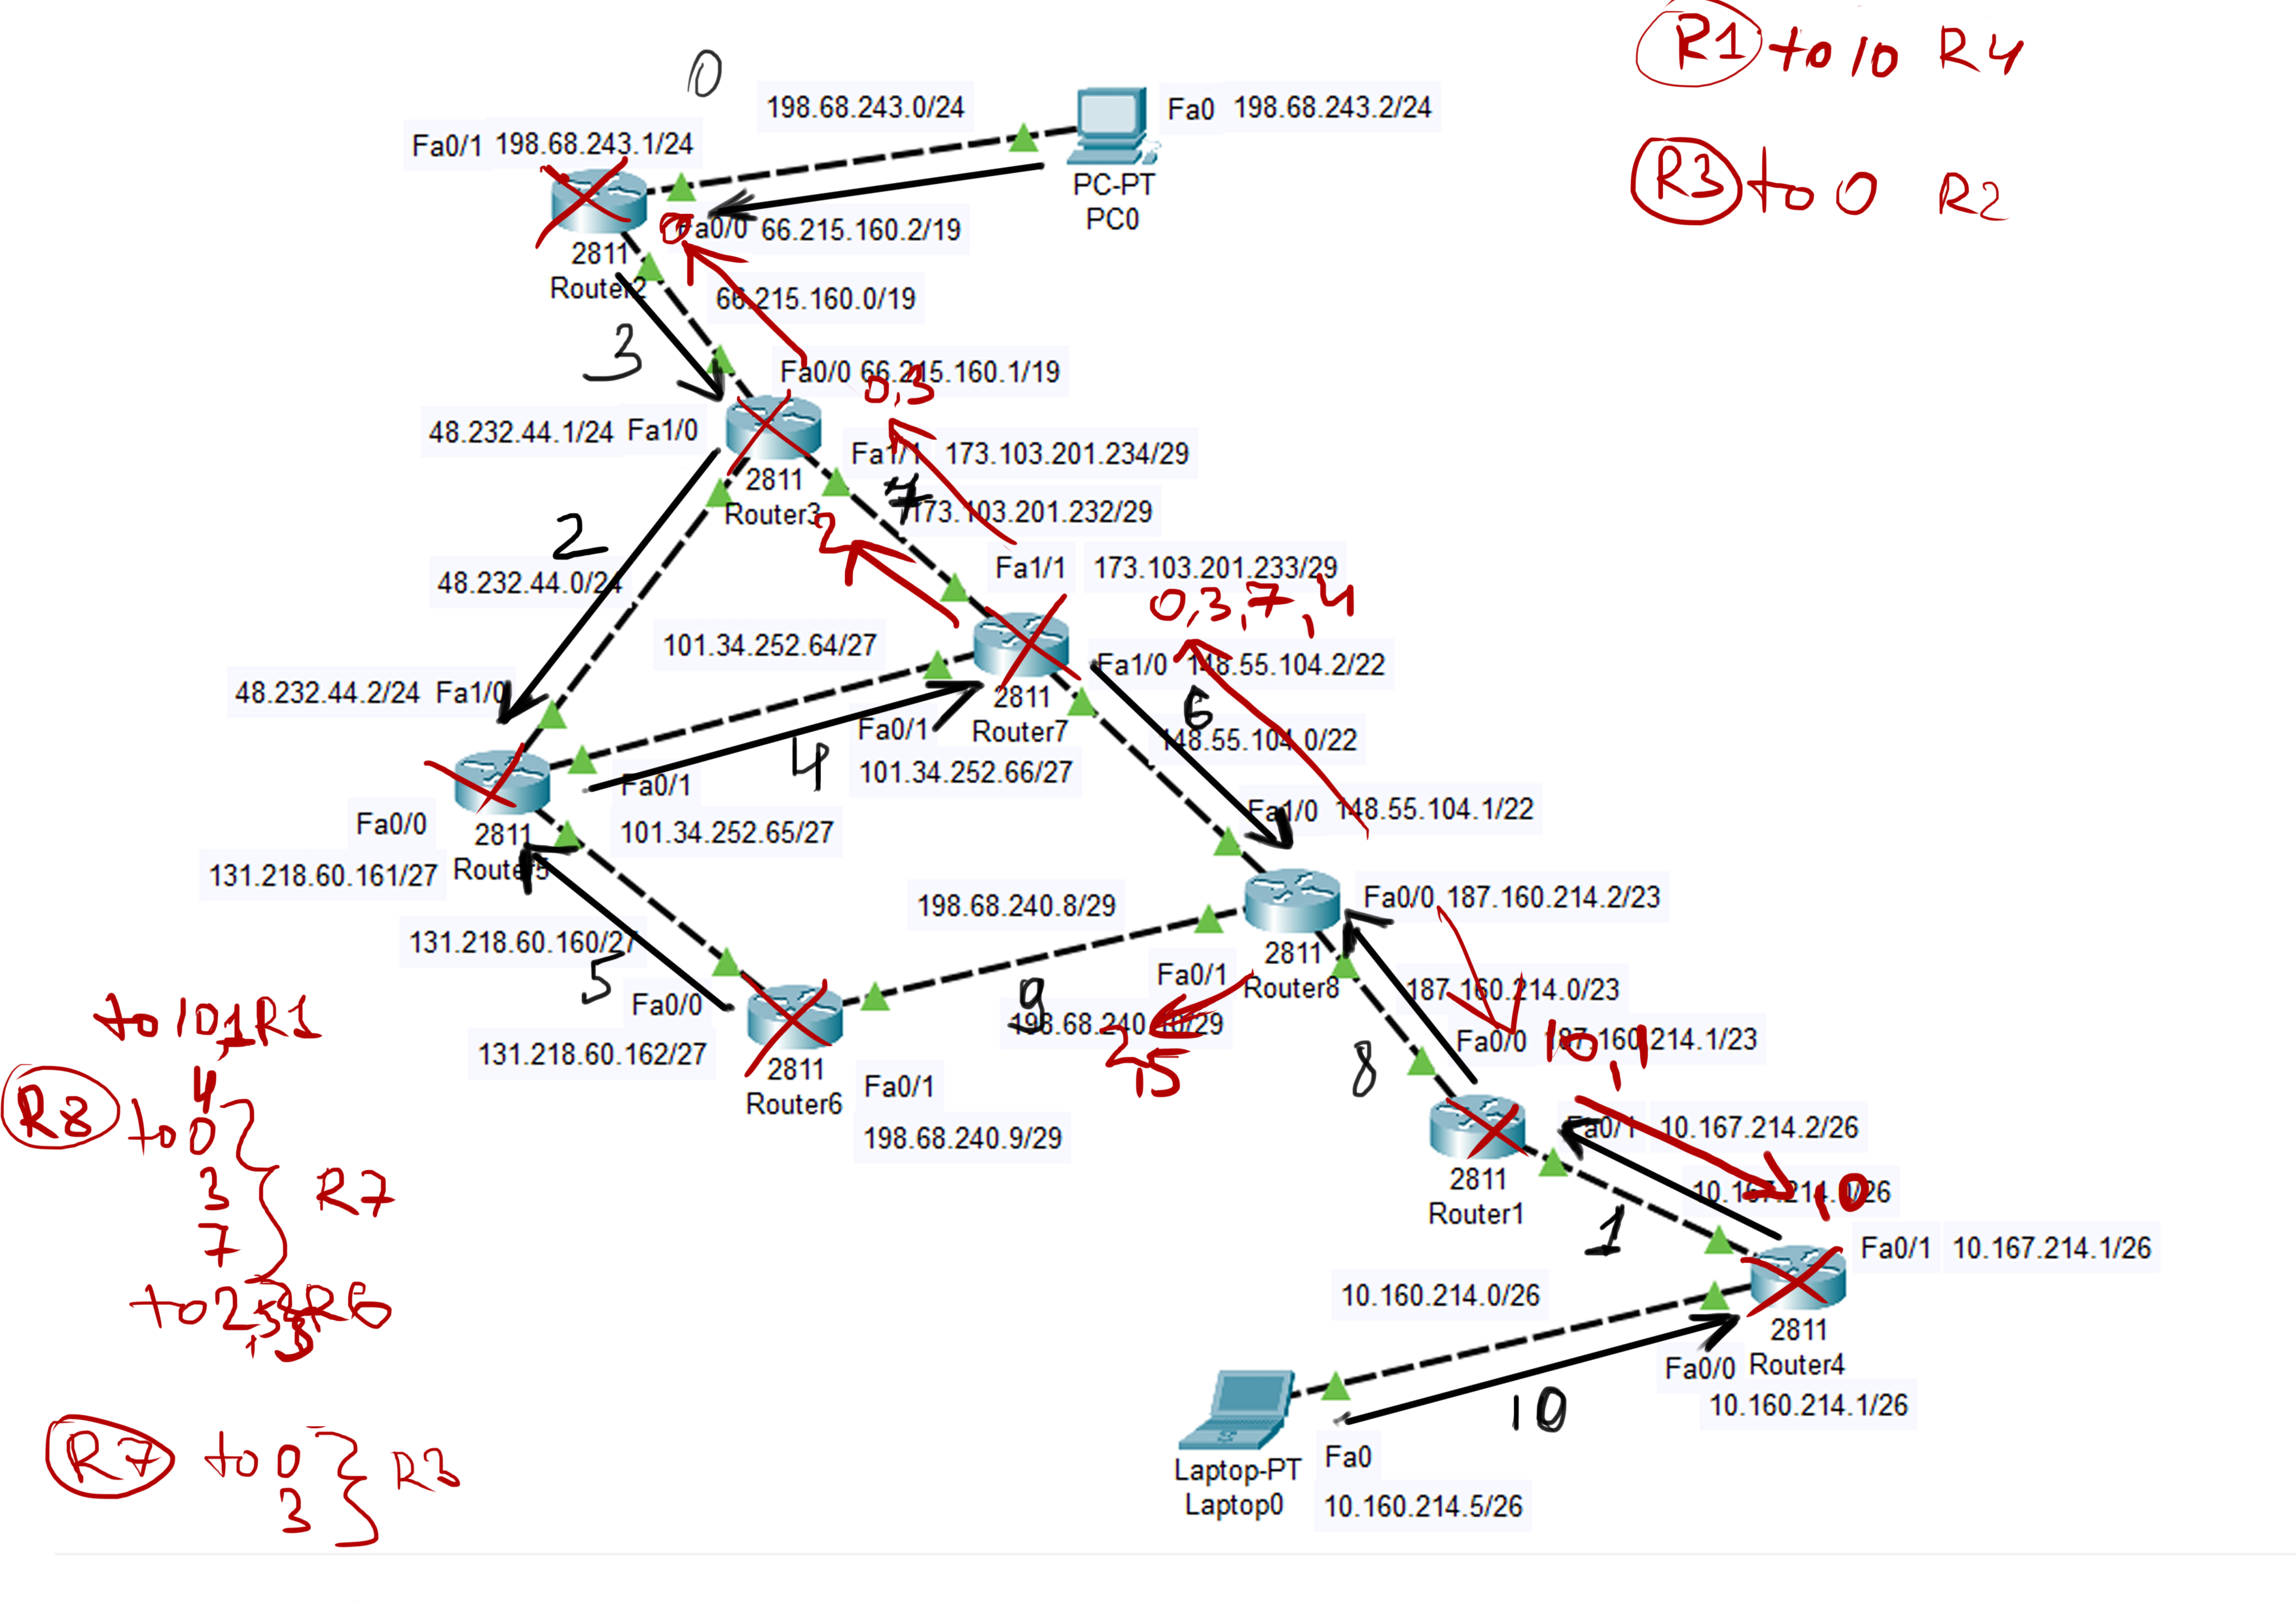 0
R1 to 10 R4
198.68.243.0/24
Fa0 198.68.243.2/24
Fa0/1 198.68.243.1/24
PC-PT
PC0
R3 to 0 R2
0
Fa0/0 66.215.160.2/19
2811
Router2
66.215.160.0/19
3
Fa0/0 66.215.160.1/19
0,3
48.232.44.1/24 Fa1/0
Fa1/1 173.103.201.234/29
2811
Router3
7
173.103.201.232/29
2
2
Fa1/1 173.103.201.233/29
48.232.44.0/24
0,3,7,4
101.34.252.64/27
Fa1/0 148.55.104.2/22
48.232.44.2/24 Fa1/0
2811
Router7
6
148.55.104.0/22
Fa0/1
4
101.34.252.66/27
Fa0/1
101.34.252.65/27
Fa1/0 148.55.104.1/22
Fa0/0
2811
Router5
131.218.60.161/27
198.68.240.8/29
Fa0/0 187.160.214.2/23
131.218.60.160/27
5
2811
Router8
Fa0/1
187.160.214.0/23
Fa0/0
9
198.68.240.10/29
2,5
Fa0/0 187.160.214.1/23
10,1
8
to 10,1 R1
131.218.60.162/27
2811
Router6
Fa0/1
198.68.240.9/29
R8 to 0
4
3
7
R7
to 2,5
R6
Fa0/1 10.167.214.2/26
2811
Router1
10.167.214.0/26
10
1
Fa0/1 10.167.214.1/26
10.160.214.0/26
2811
Router4
Fa0/0
10.160.214.1/26
10
Laptop-PT
Laptop0
Fa0
10.160.214.5/26
R7 to 0
3
R3